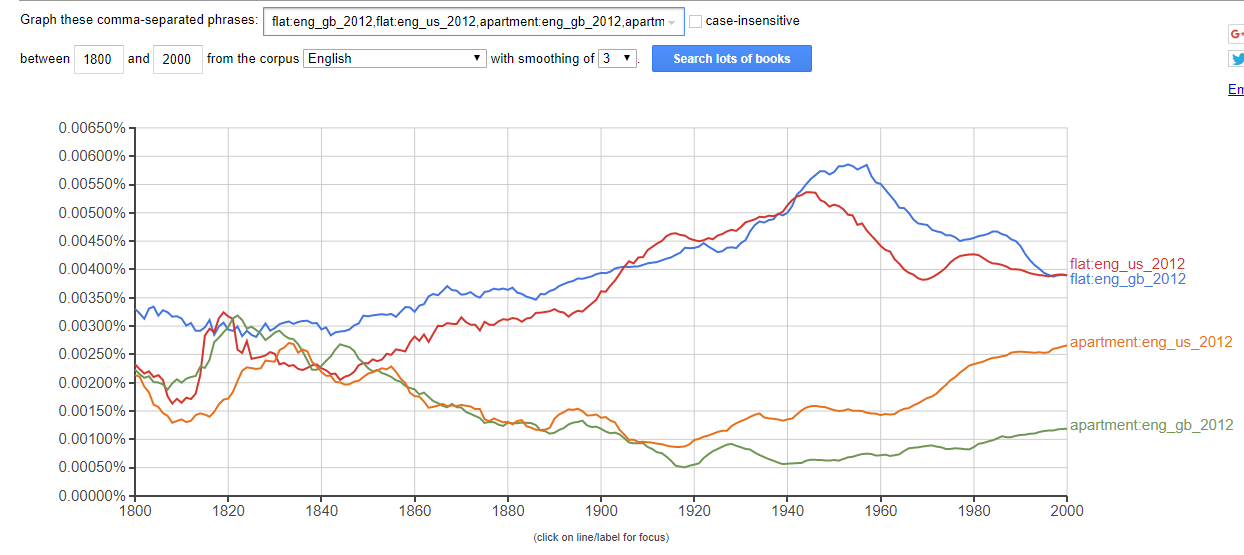 Graph these comma-separated phrases: flat:eng_gb_2012,flat:eng_us_2012,apartment:eng_gb_2012,apartm case-insensitive
between 1800 and 2000 from the corpus English with smoothing of 3 . Search lots of books
G+
En
0.00650%
0.00600%
0.00550%
0.00500%
0.00450%
0.00400%
0.00350%
0.00300%
0.00250%
0.00200%
0.00150%
0.00100%
0.00050%
0.00000%
flat:eng_us_2012
flat:eng_gb_2012
apartment:eng_us_2012
apartment:eng_gb_2012
1800 1820 1840 1860 1880 1900 1920 1940 1960 1980 2000
(click on line/label for focus)